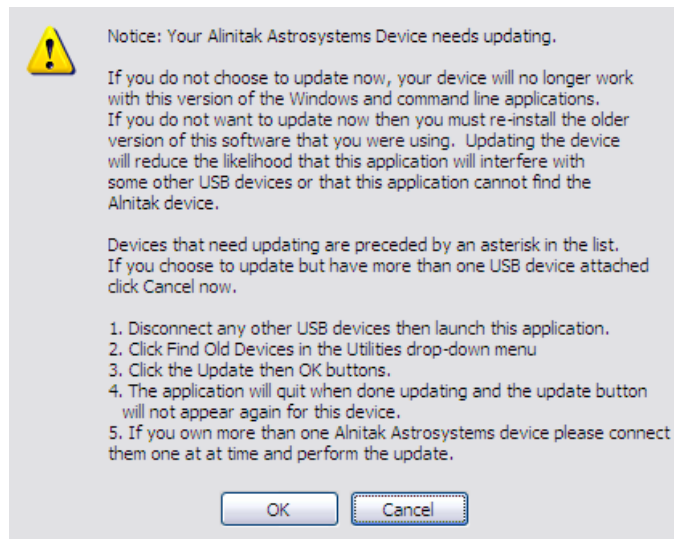 Notice: Your Alinitak Astrosystems Device needs updating.
If you do not choose to update now, your device will no longer work
with this version of the Windows and command line applications.
If you do not want to update now then you must re-install the older
version of this software that you were using.  Updating the device
will reduce the likelihood that this application will interfere with
some other USB devices or that this application cannot find the
Alnitak device.
Devices that need updating are preceded by an asterisk in the list.
If you choose to update but have more than one USB device attached
click Cancel now.
1. Disconnect any other USB devices then launch this application.
2. Click Find Old Devices in the Utilities drop-down menu
3. Click the Update then OK buttons.
4. The application will quit when done updating and the update button
will not appear again for this device.
5. If you own more than one Alnitak Astrosystems device please connect
them one at at time and perform the update.
OK Cancel